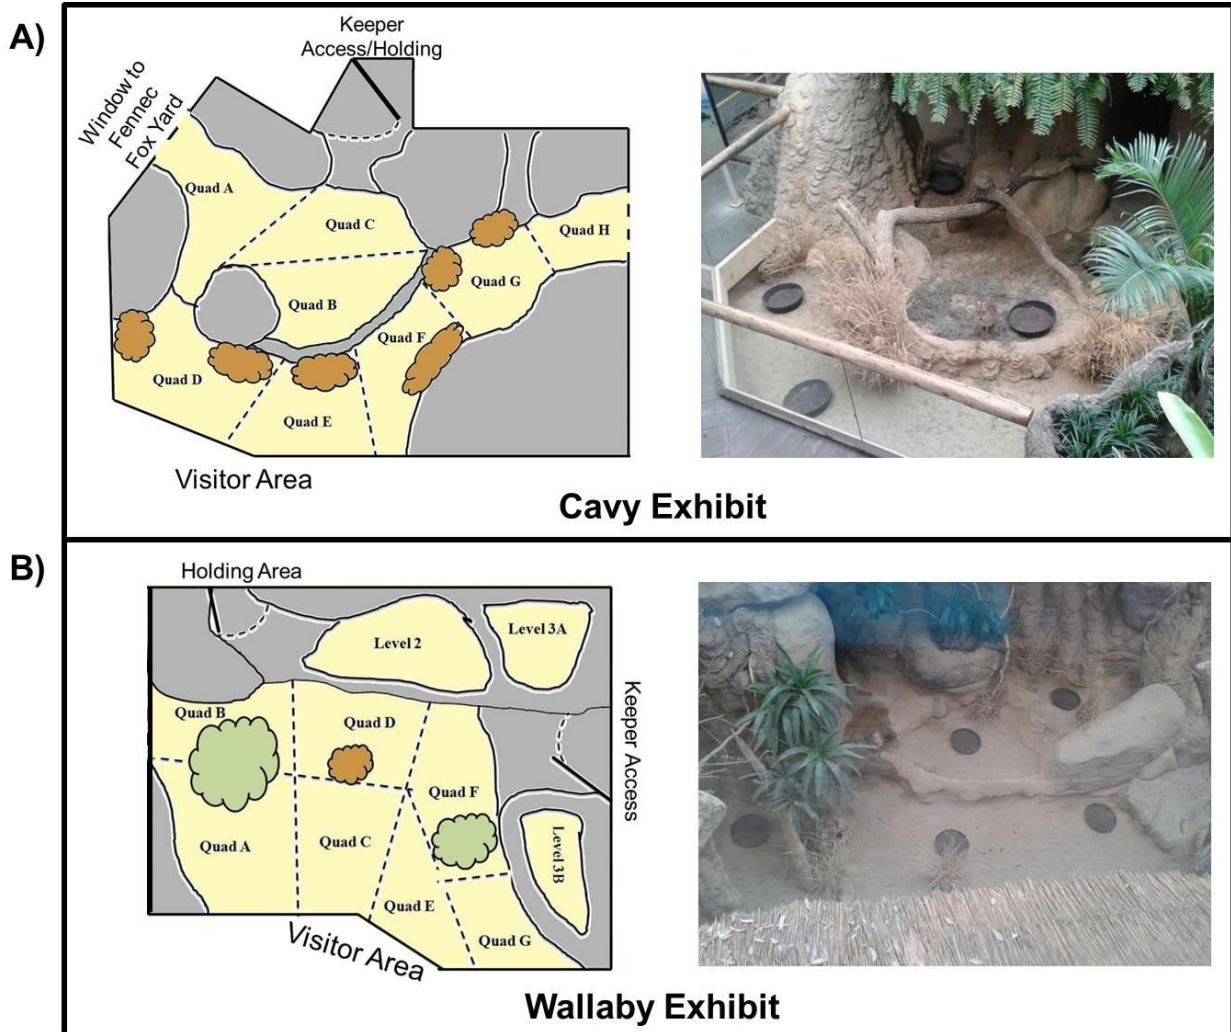 A)
Keeper
Access/Holding
Window to
Fennec
Fox Yard
Quad A
Quad C
Quad H
Quad G
Quad B
Quad F
Quad D
Quad E
Visitor Area
Cavy Exhibit
B)
Holding Area
Level 2
Level 3A
Keeper Access
Quad B
Quad D
Quad F
Quad A
Quad C
Level 3B
Quad E
Quad G
Visitor Area
Wallaby Exhibit